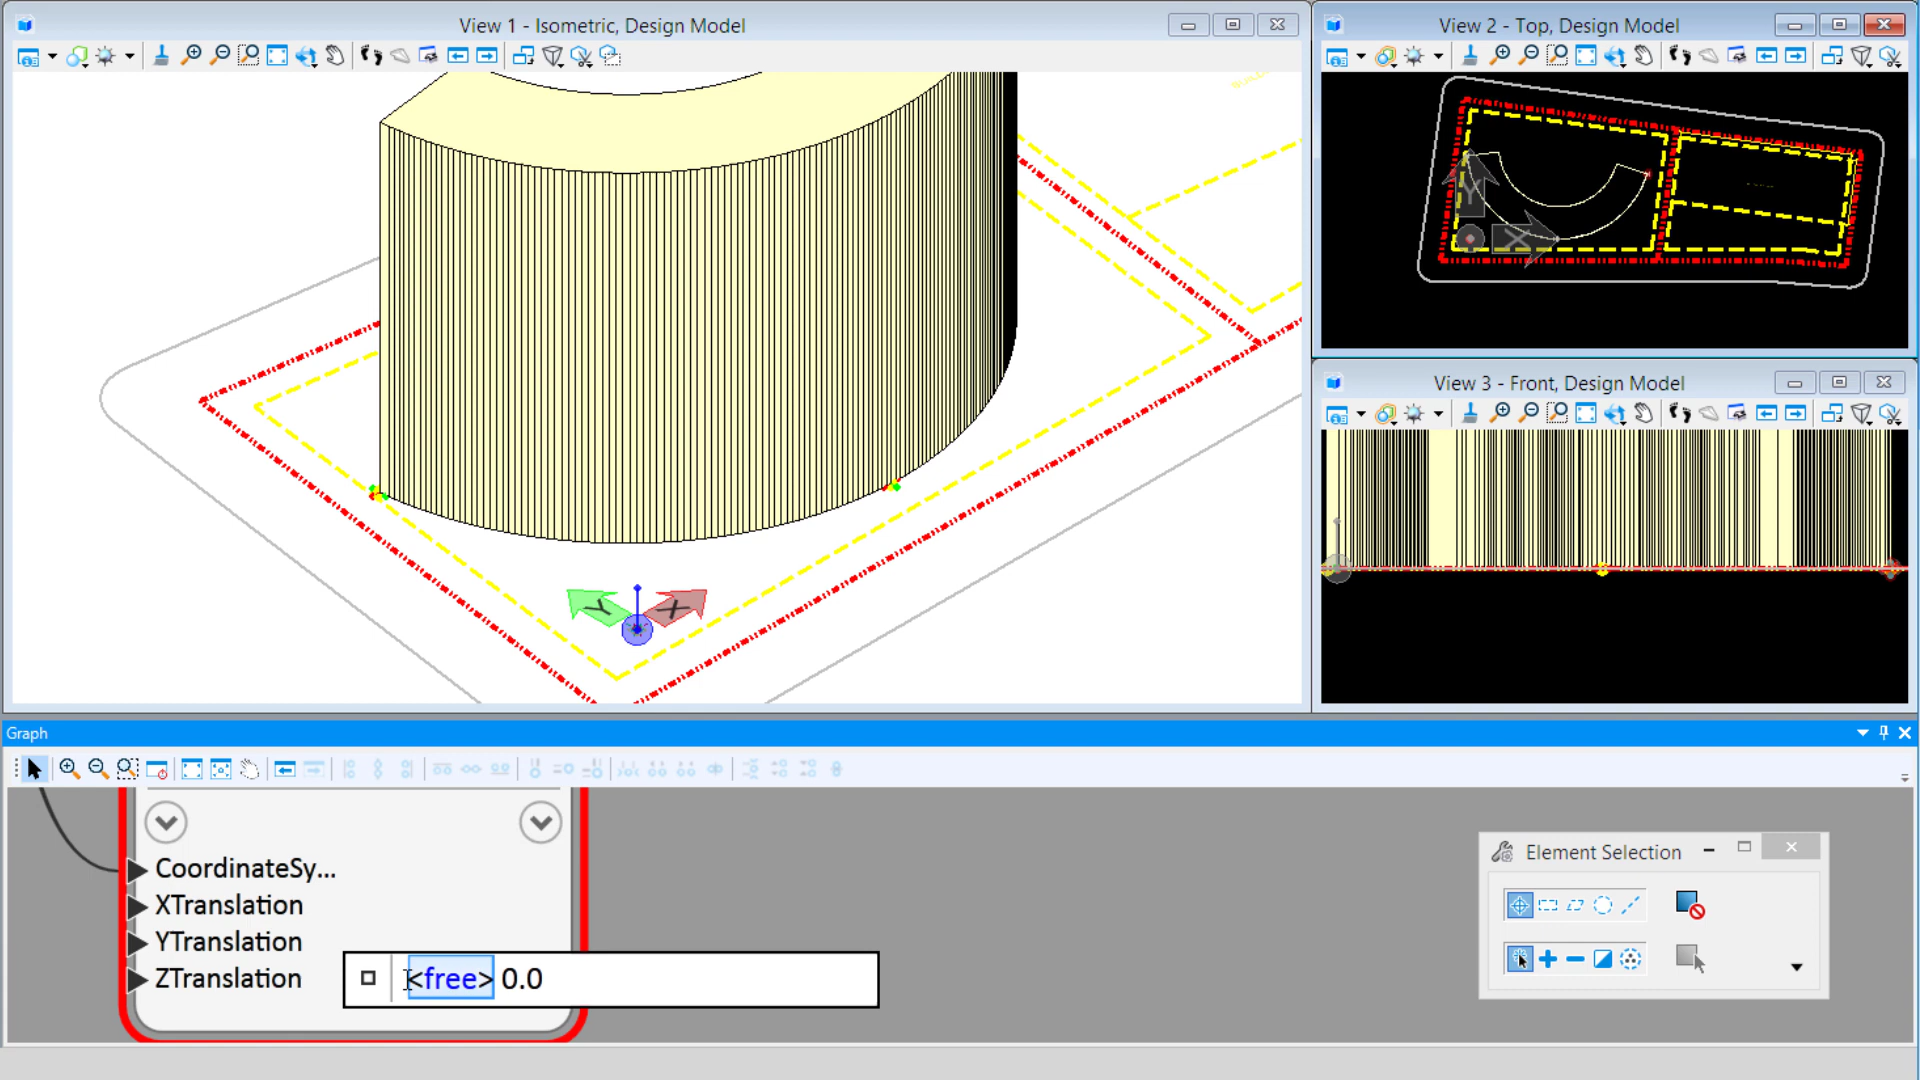 View 1 - Isometric, Design Model
View 2 - Top, Design Model
Y
X
Y
X
View 3 - Front, Design Model
Graph
CoordinateSy...
XTranslation
YTranslation
ZTranslation
<free> 0.0
Element Selection